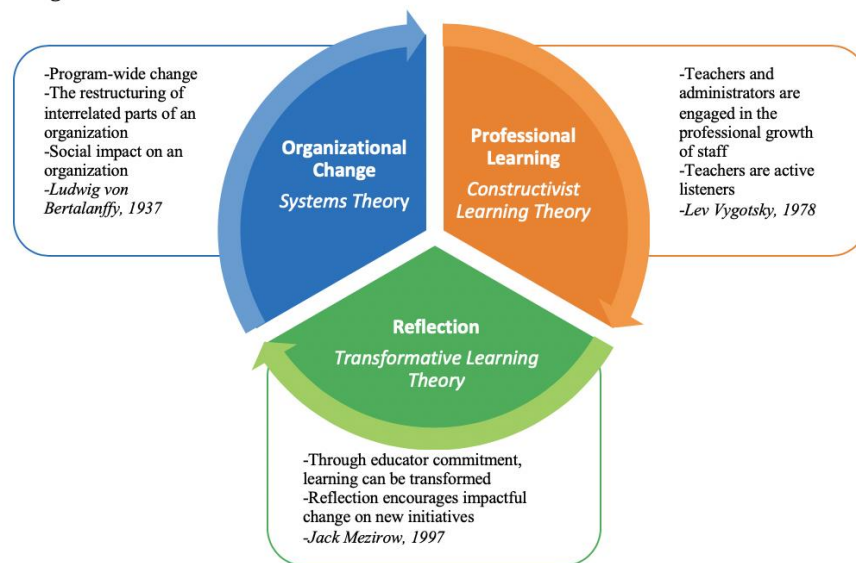 -Program-wide change
-The restructuring of
interrelated parts of an
organization
-Social impact on an
organization
-Ludwig von
Bertalanffy, 1937
Organizational
Change
Systems Theory
Professional
Learning
Constructivist
Learning Theory
-Teachers and
administrators are
engaged in the
professional growth
of staff
-Teachers are active
listeners
-Lev Vygotsky, 1978
Reflection
Transformative Learning
Theory
-Through educator commitment,
learning can be transformed
-Reflection encourages impactful
change on new initiatives
-Jack Mezirow, 1997